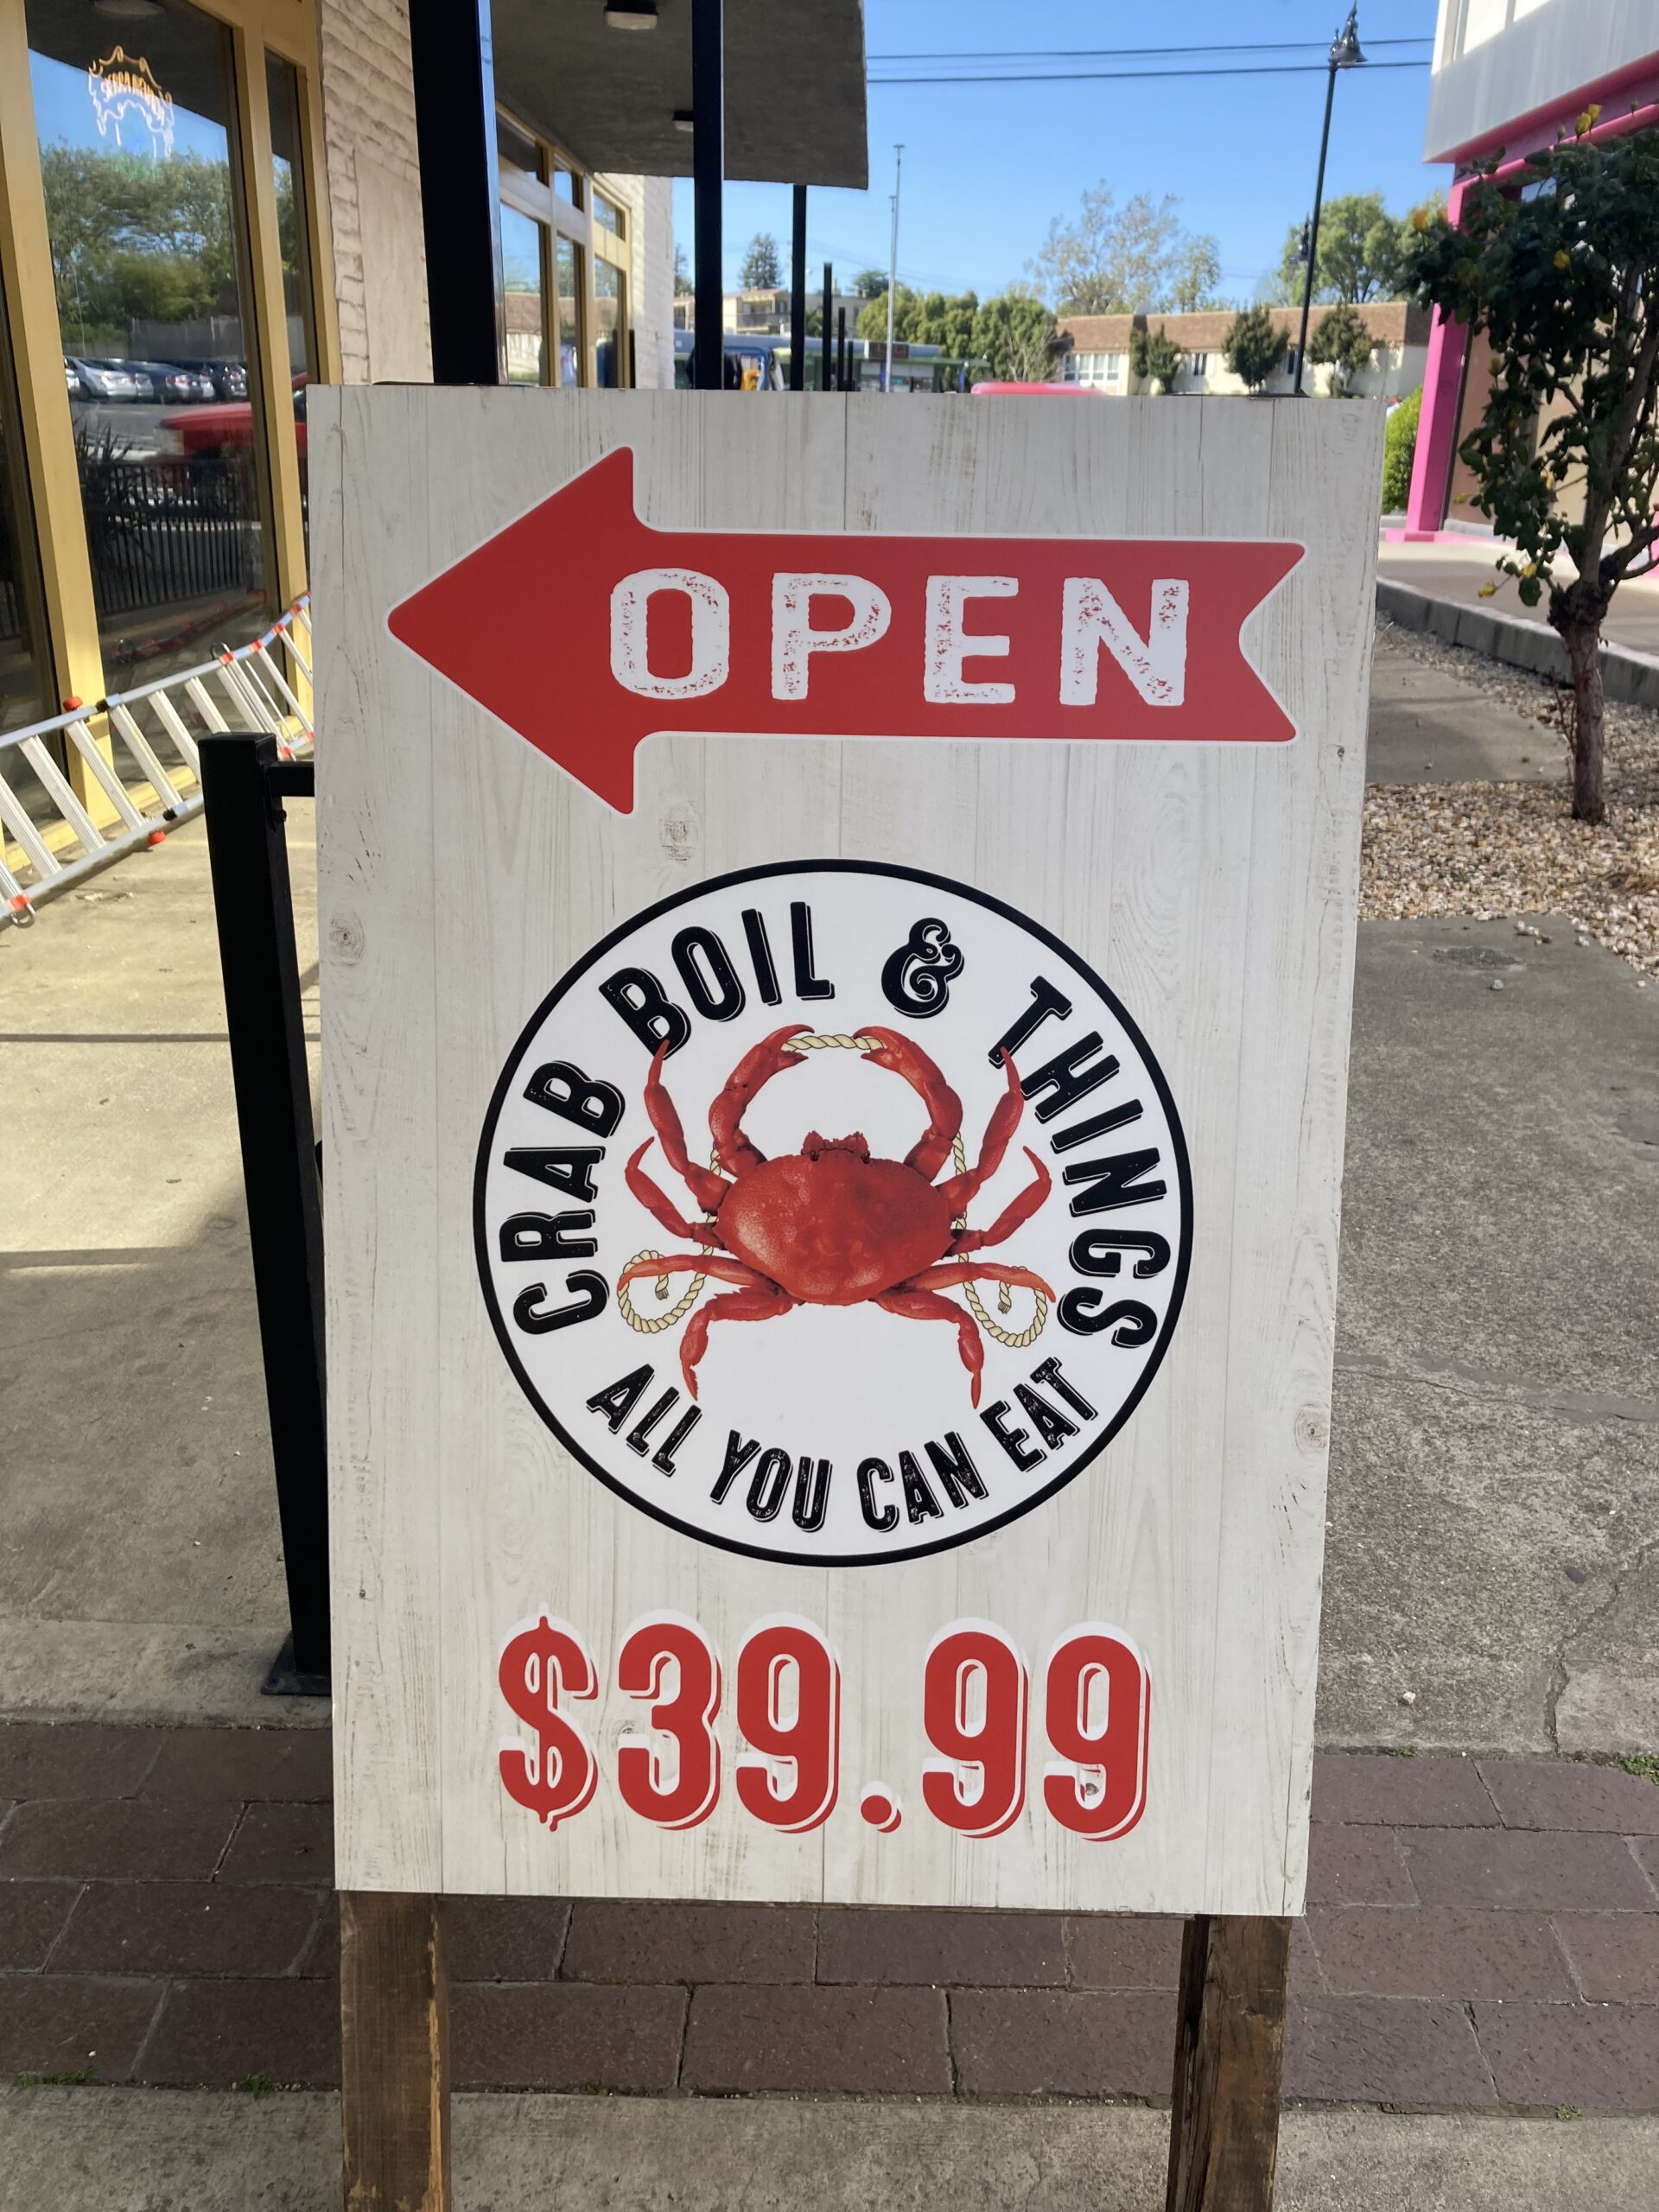 OPEN
CRAB BOIL & THINGS
ALL YOU CAN EAT
$39.99